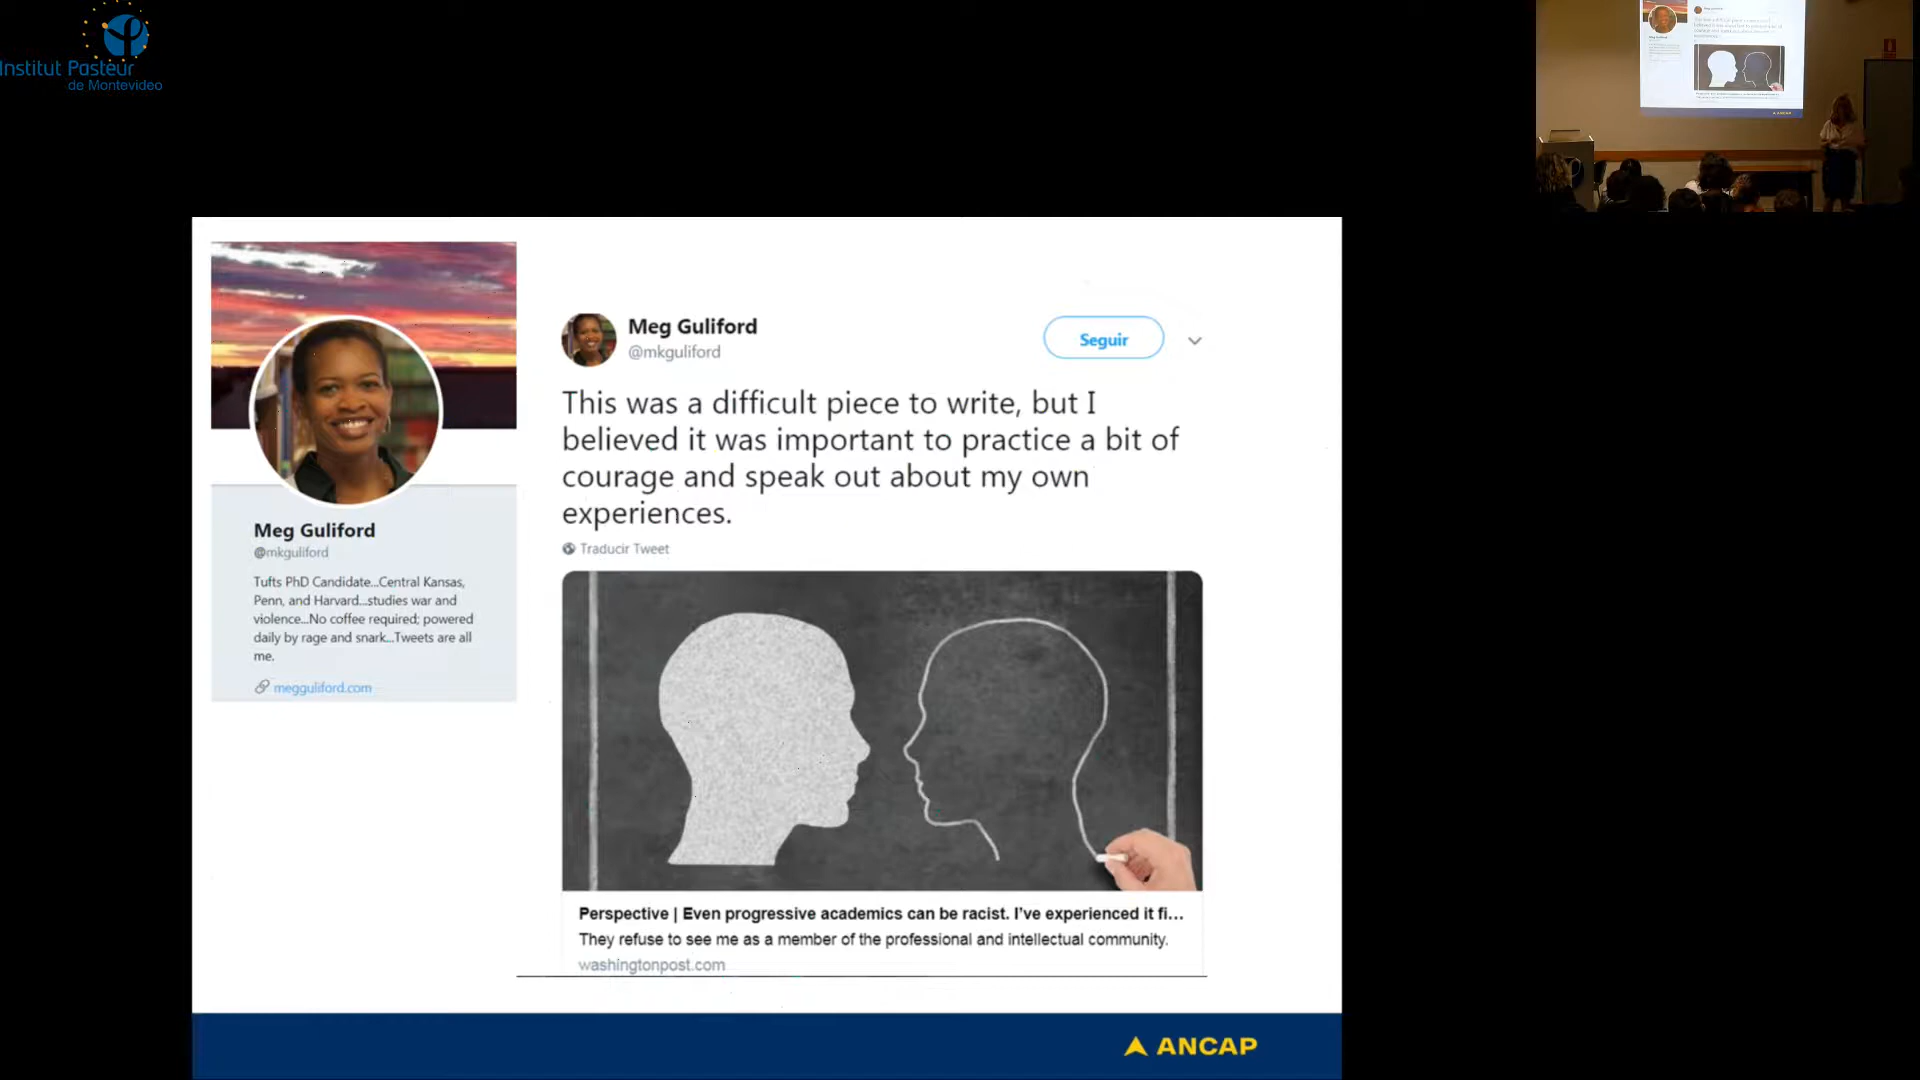 Institut Pasteur
de Montevideo
Meg Guliford
@mkguliford
Tufts PhD Candidate...Central Kansas,
Penn, and Harvard...studies war and
violence...No coffee required; powered
daily by rage and snark...Tweets are all
me.
megguliford.com
Meg Guliford
@mkguliford
Seguir
This was a difficult piece to write, but I
believed it was important to practice a bit of
courage and speak out about my own
experiences.
Traducir Tweet
Perspective | Even progressive academics can be racist. I've experienced it fi...
They refuse to see me as a member of the professional and intellectual community.
washingtonpost.com
ANCAP